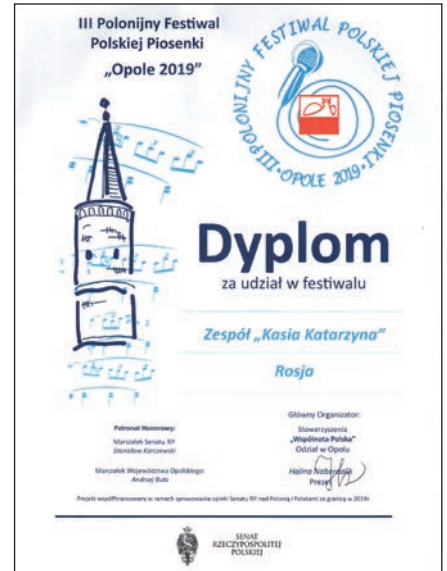 III Polonijny Festiwal
Polskiej Piosenki
„Opole 2019”
III POLONIJNY FESTIWAL POLSKIEJ PIOSENKI • OPOLE 2019 •
Dyplom
za udział w festiwalu
Zespół „Kasia Katarzyna”
Rosja
Patronat Honorowy:
Marszałek Senatu RP
Stanisław Karczewski
Marszałek Województwa Opolskiego
Andrzej Buła
Główny Organizator:
Stowarzyszenia
„Wspólnota Polska”
Odział w Opolu
Halina
Prezes
Projekt współfinansowany w ramach sprawowania opieki Senatu RP nad Polonią i Polakami za granicą w 2019r.
SENAT
RZECZYPOSPOLITEJ
POLSKIEJ